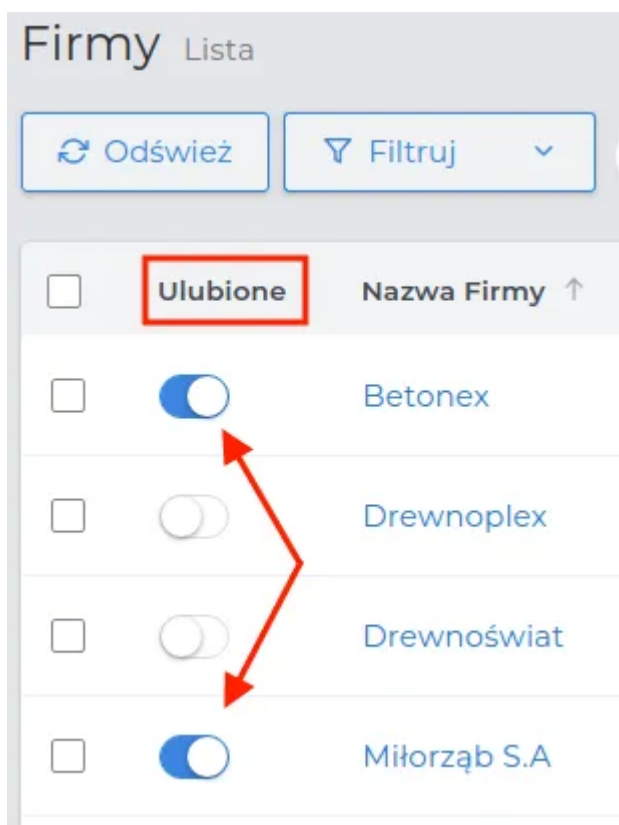 Firmy Lista
Odśwież Filtruj
Ulubione Nazwa Firmy
Betonex
Drewnoplex
Drewnoświat
Miłorząb S.A